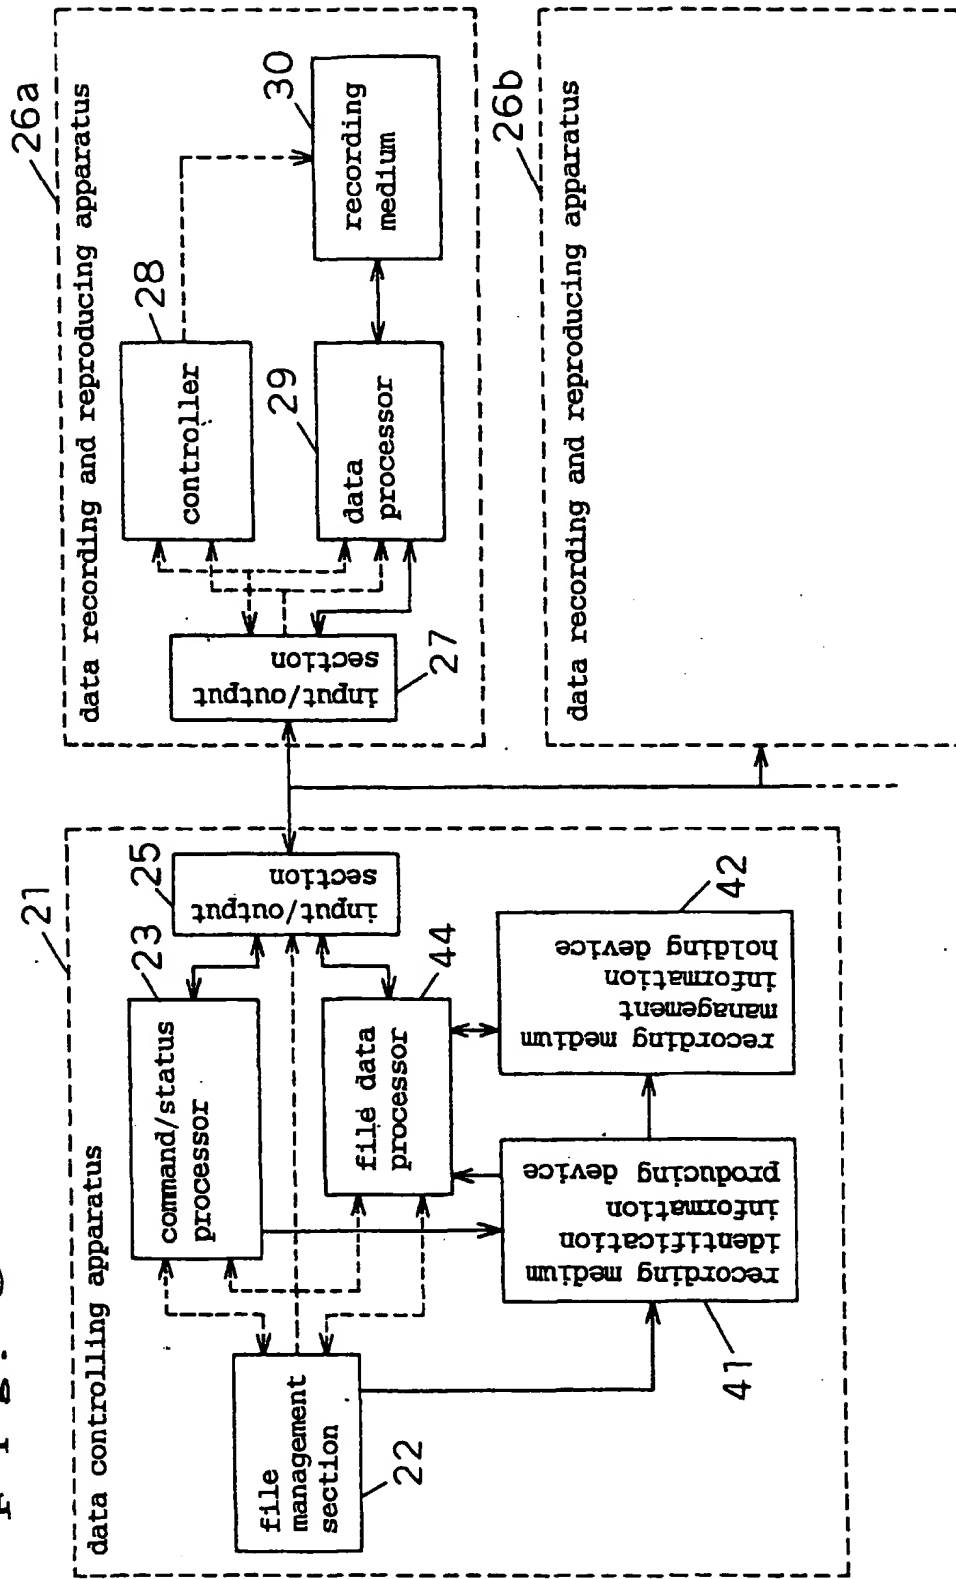 21
data controlling apparatus
file
management
section
22
command/status
processor
23
file data
processor
44
input/output
section
25
recording medium
identification
information
producing device
41
recording medium
management
information
holding device
42
26a
data recording and reproducing apparatus
input/output
section
27
controller
28
data
processor
29
recording
medium
30
26b
data recording and reproducing apparatus